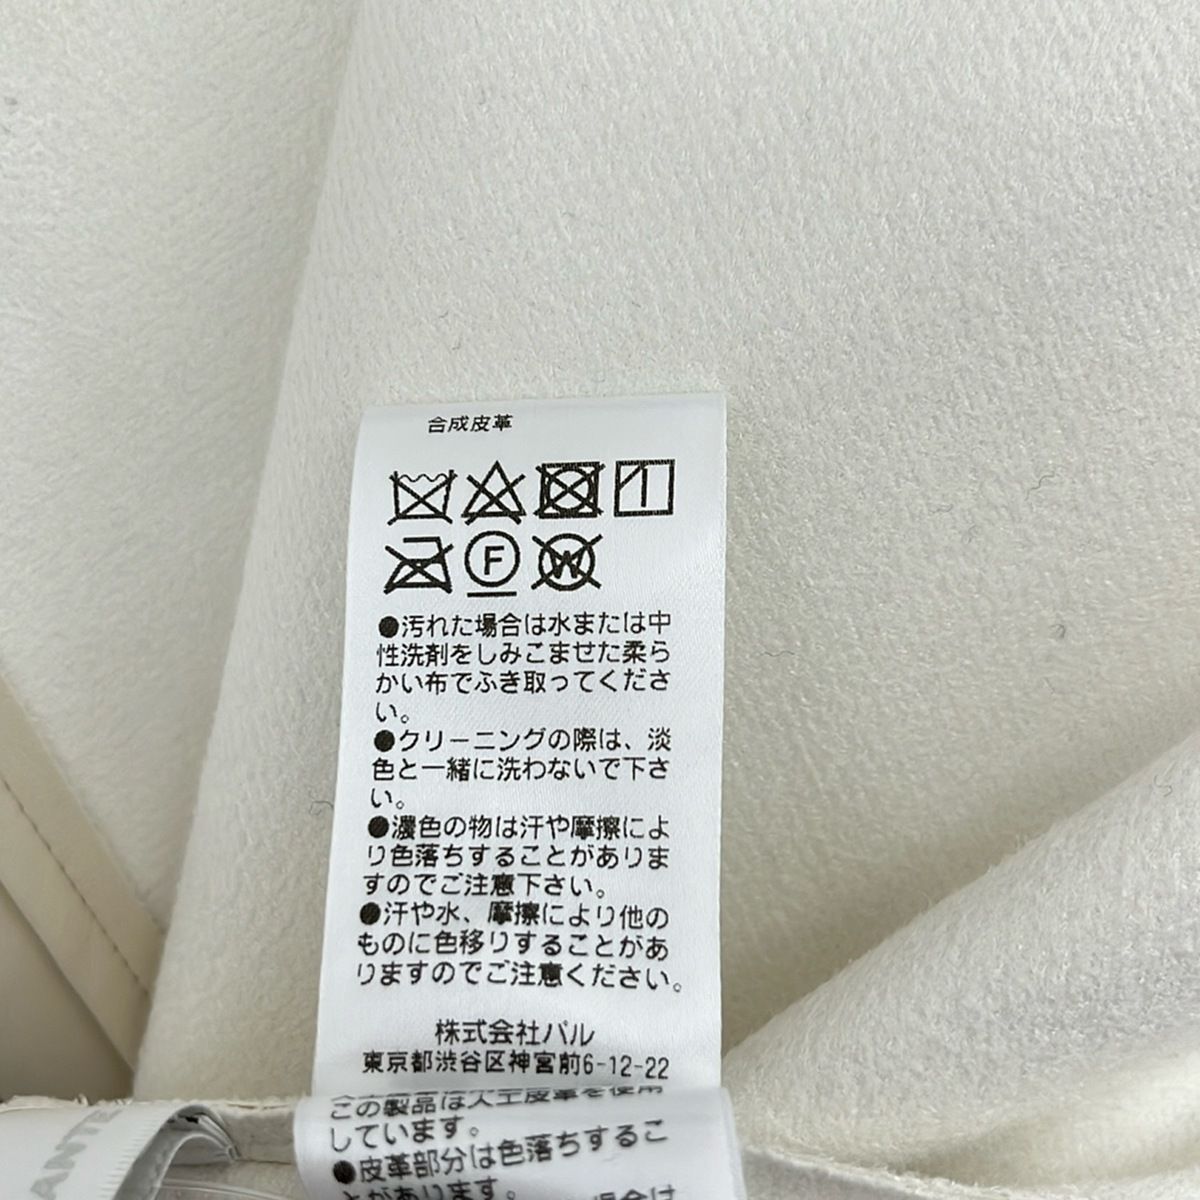 合成皮革
F W
●汚れた場合は水または中
性洗剤をしみこませた柔ら
かい布でふき取ってくださ
い。
●クリーニングの際は、淡
色と一緒に洗わないで下さ
い。
●濃色の物は汗や摩擦によ
り色落ちすることがありま
すのでご注意下さい。
●汗や水、摩擦により他の
ものに色移りすることがあ
りますのでご注意ください。
株式会社パル
東京都渋谷区神宮前6-12-22
この製品は人工皮革を使用
しています。
●皮革部分は色落ちするこ
とがあります。
場合は
ANTE